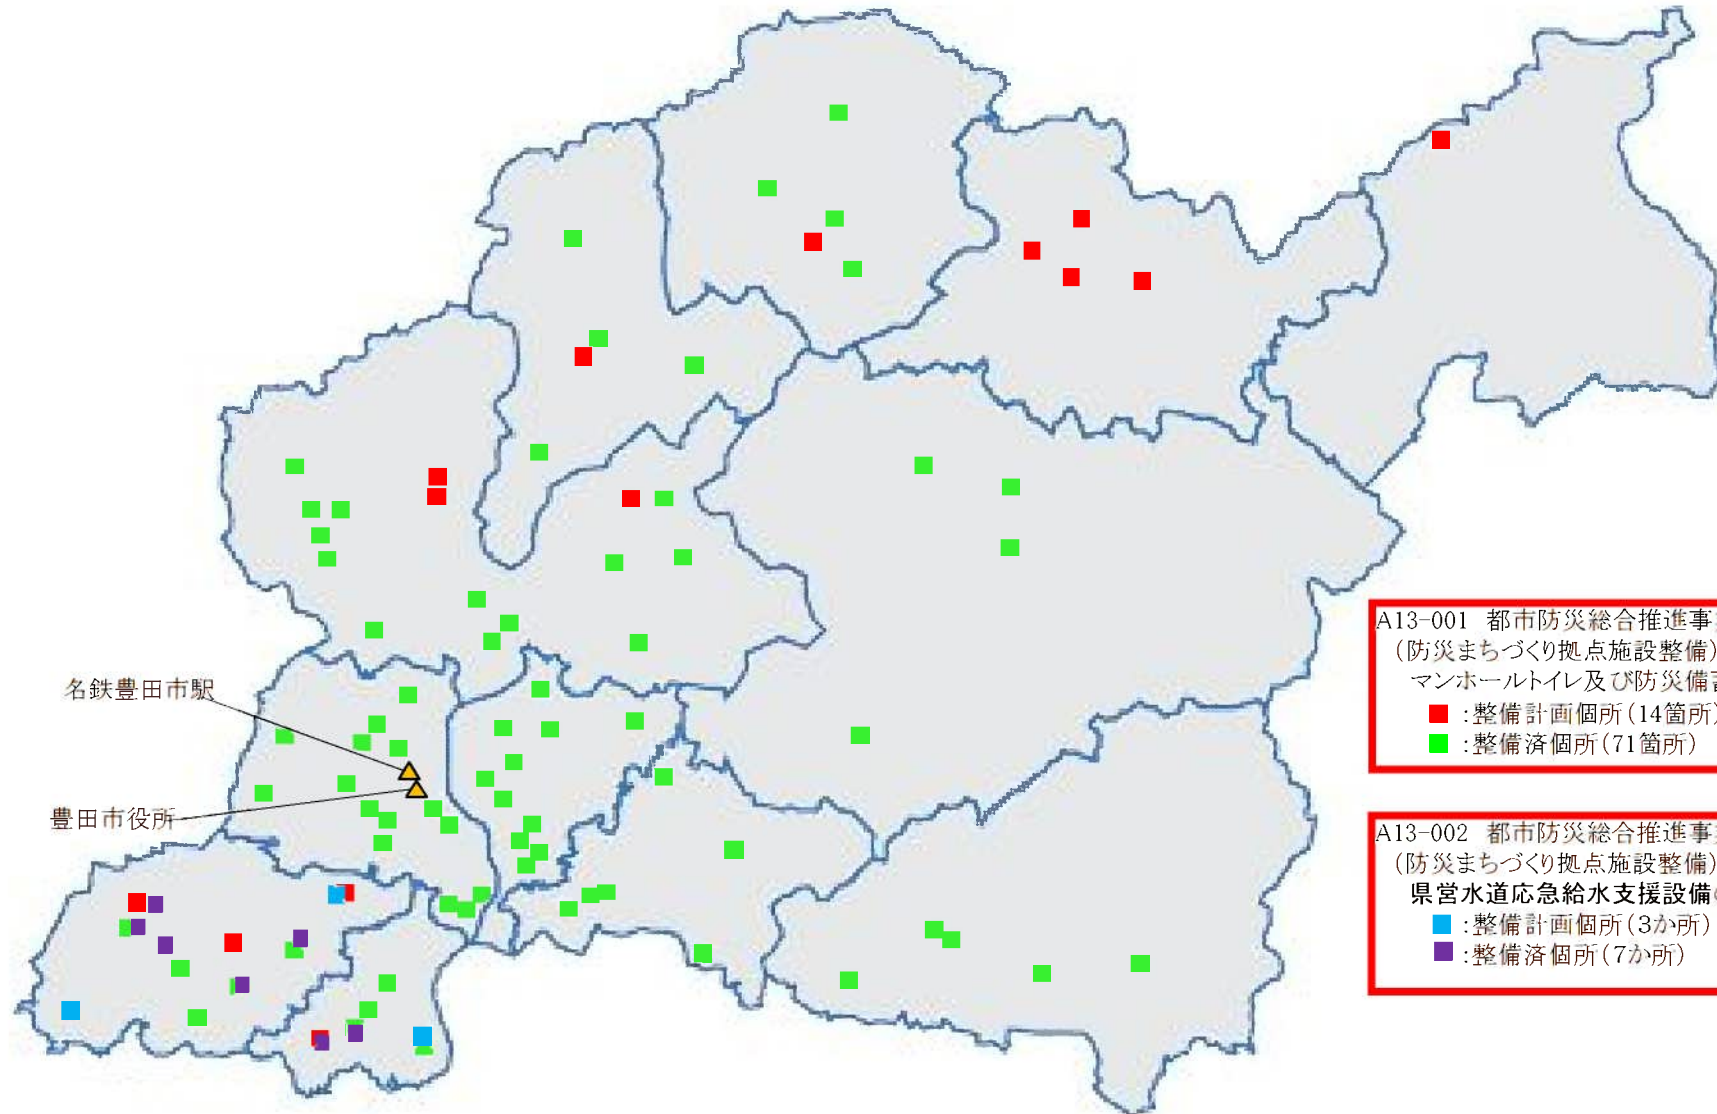 名鉄豊田市駅
豊田市役所
A13-001 都市防災総合推進事
(防災まちづくり拠点施設整備)
マンホールトイレ及び防災備
:整備計画個所(14箇所)
:整備済個所(71箇所)
A13-002 都市防災総合推進事
(防災まちづくり拠点施設整備)
県営水道応急給水支援設備
:整備計画個所(3か所)
:整備済個所(7か所)